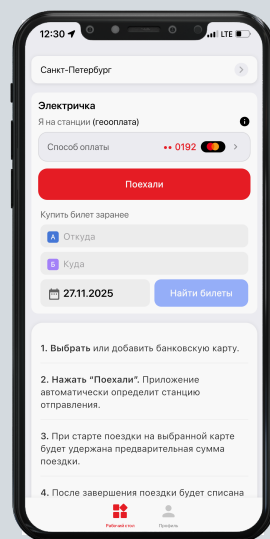 12:30 LTE
Санкт-Петербург
Электричка
Я на станции (геооплата)
Способ оплаты •• 0192
Поехали
Купить билет заранее
А Откуда
Б Куда
27.11.2025 Найти билеты
1. Выбрать или добавить банковскую карту.
2. Нажать “Поехали”. Приложение
автоматически определит станцию
отправления.
3. При старте поездки на выбранной карте
будет удержана предварительная сумма
поездки.
4. После завершения поездки будет списана
Рабочий стол Профиль